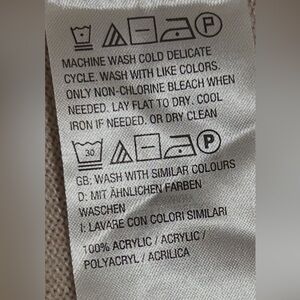 P
MACHINE WASH COLD DELICATE
CYCLE. WASH WITH LIKE COLORS.
ONLY NON-CHLORINE BLEACH WHEN
NEEDED. LAY FLAT TO DRY. COOL
IRON IF NEEDED. OR DRY CLEAN
30 P
GB: WASH WITH SIMILAR COLOURS
D: MIT ÄHNLICHEN FARBEN
WASCHEN
I: LAVARE CON COLORI SIMILARI
100% ACRYLIC / ACRYLIC /
POLYACRYL / ACRILICA